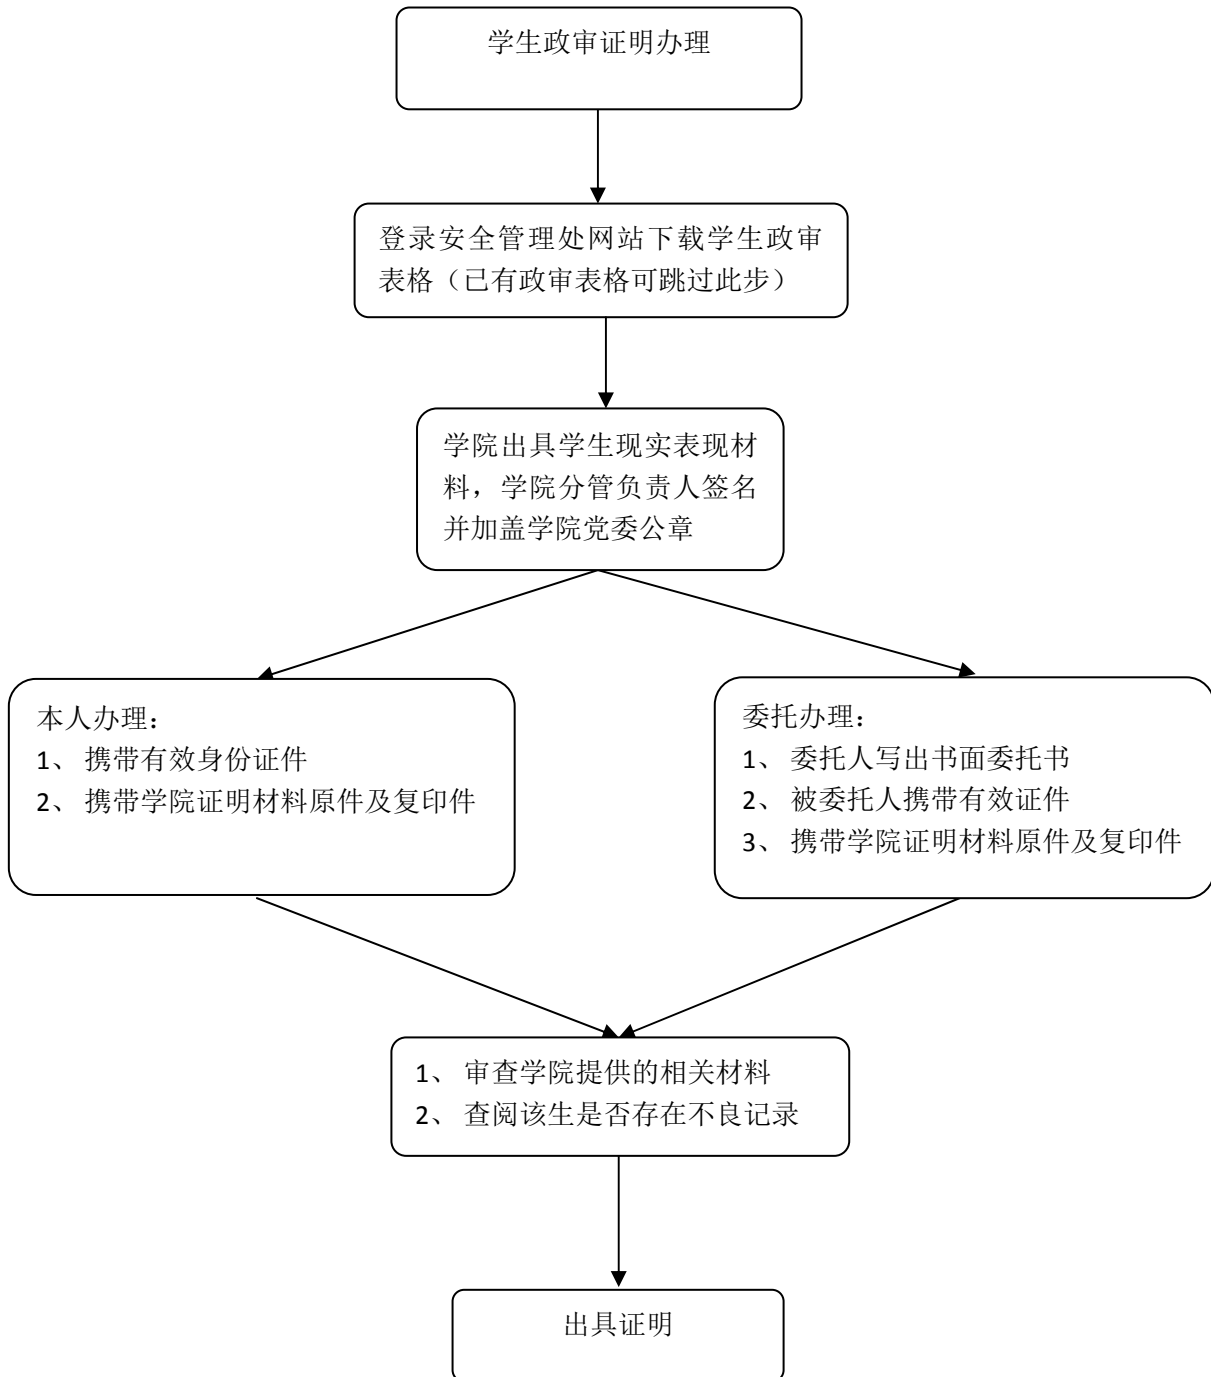 学生政审证明办理
登录安全管理处网站下载学生政审
表格（已有政审表格可跳过此步）
学院出具学生现实表现材
料，学院分管负责人签名
并加盖学院党委公章
本人办理：
1、 携带有效身份证件
2、 携带学院证明材料原件及复印件
委托办理：
1、 委托人写出书面委托书
2、 被委托人携带有效证件
3、 携带学院证明材料原件及复印件
1、 审查学院提供的相关材料
2、 查阅该生是否存在不良记录
出具证明